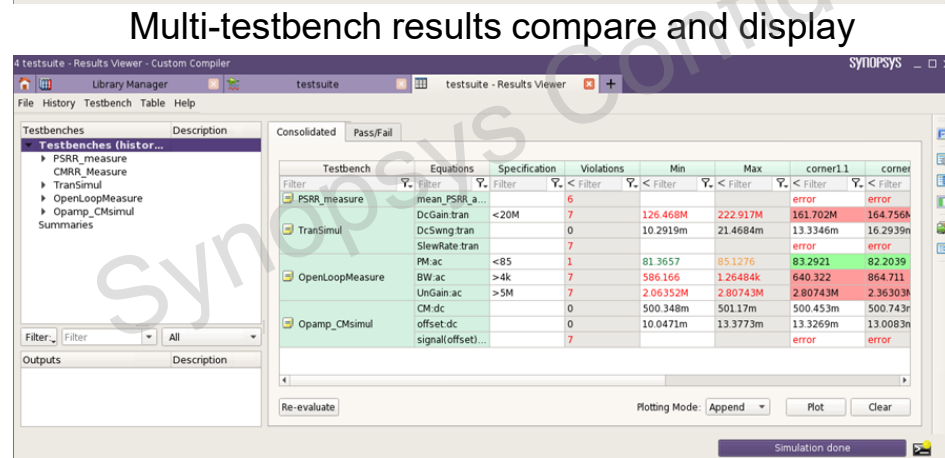 Multi-testbench results compare and display
4 testsuite - Results Viewer - Custom Compiler
SYNOPSYS
Library Manager testsuite testsuite - Results Viewer
File History Testbench Table Help
Testbenches Description
Testbenches (histor...
PSRR_measure
CMRR_Measure
TranSimul
OpenLoopMeasure
Opamp_CMsimul
Summaries
Filter: Filter All
Outputs Description
Consolidated Pass/Fail
Testbench Equations Specification Violations Min Max corner1.1 corner
Filter Filter Filter < Filter < Filter < Filter < Filter < Filter
PSRR_measure mean_PSRR_a... 6 error error
DcGain:tran <20M 7 126.468M 222.917M 161.702M 164.756M
TranSimul DcSwng:tran 0 10.2919m 21.4684m 13.3346m 16.2939m
SlewRate:tran 7 error error
PM:ac <85 1 81.3657 85.1276 83.2921 82.2039
OpenLoopMeasure BW:ac >4k 7 586.166 1.26484k 640.322 864.711
UnGain:ac >5M 7 2.06352M 2.80743M 2.80743M 2.36303M
CM:dc 0 500.348m 501.17m 500.453m 500.743m
Opamp_CMsimul offset:dc 0 10.0471m 13.3773m 13.3269m 13.0083m
signal(offset)... 7 error error
Re-evaluate Plotting Mode: Append Plot Clear
Simulation done